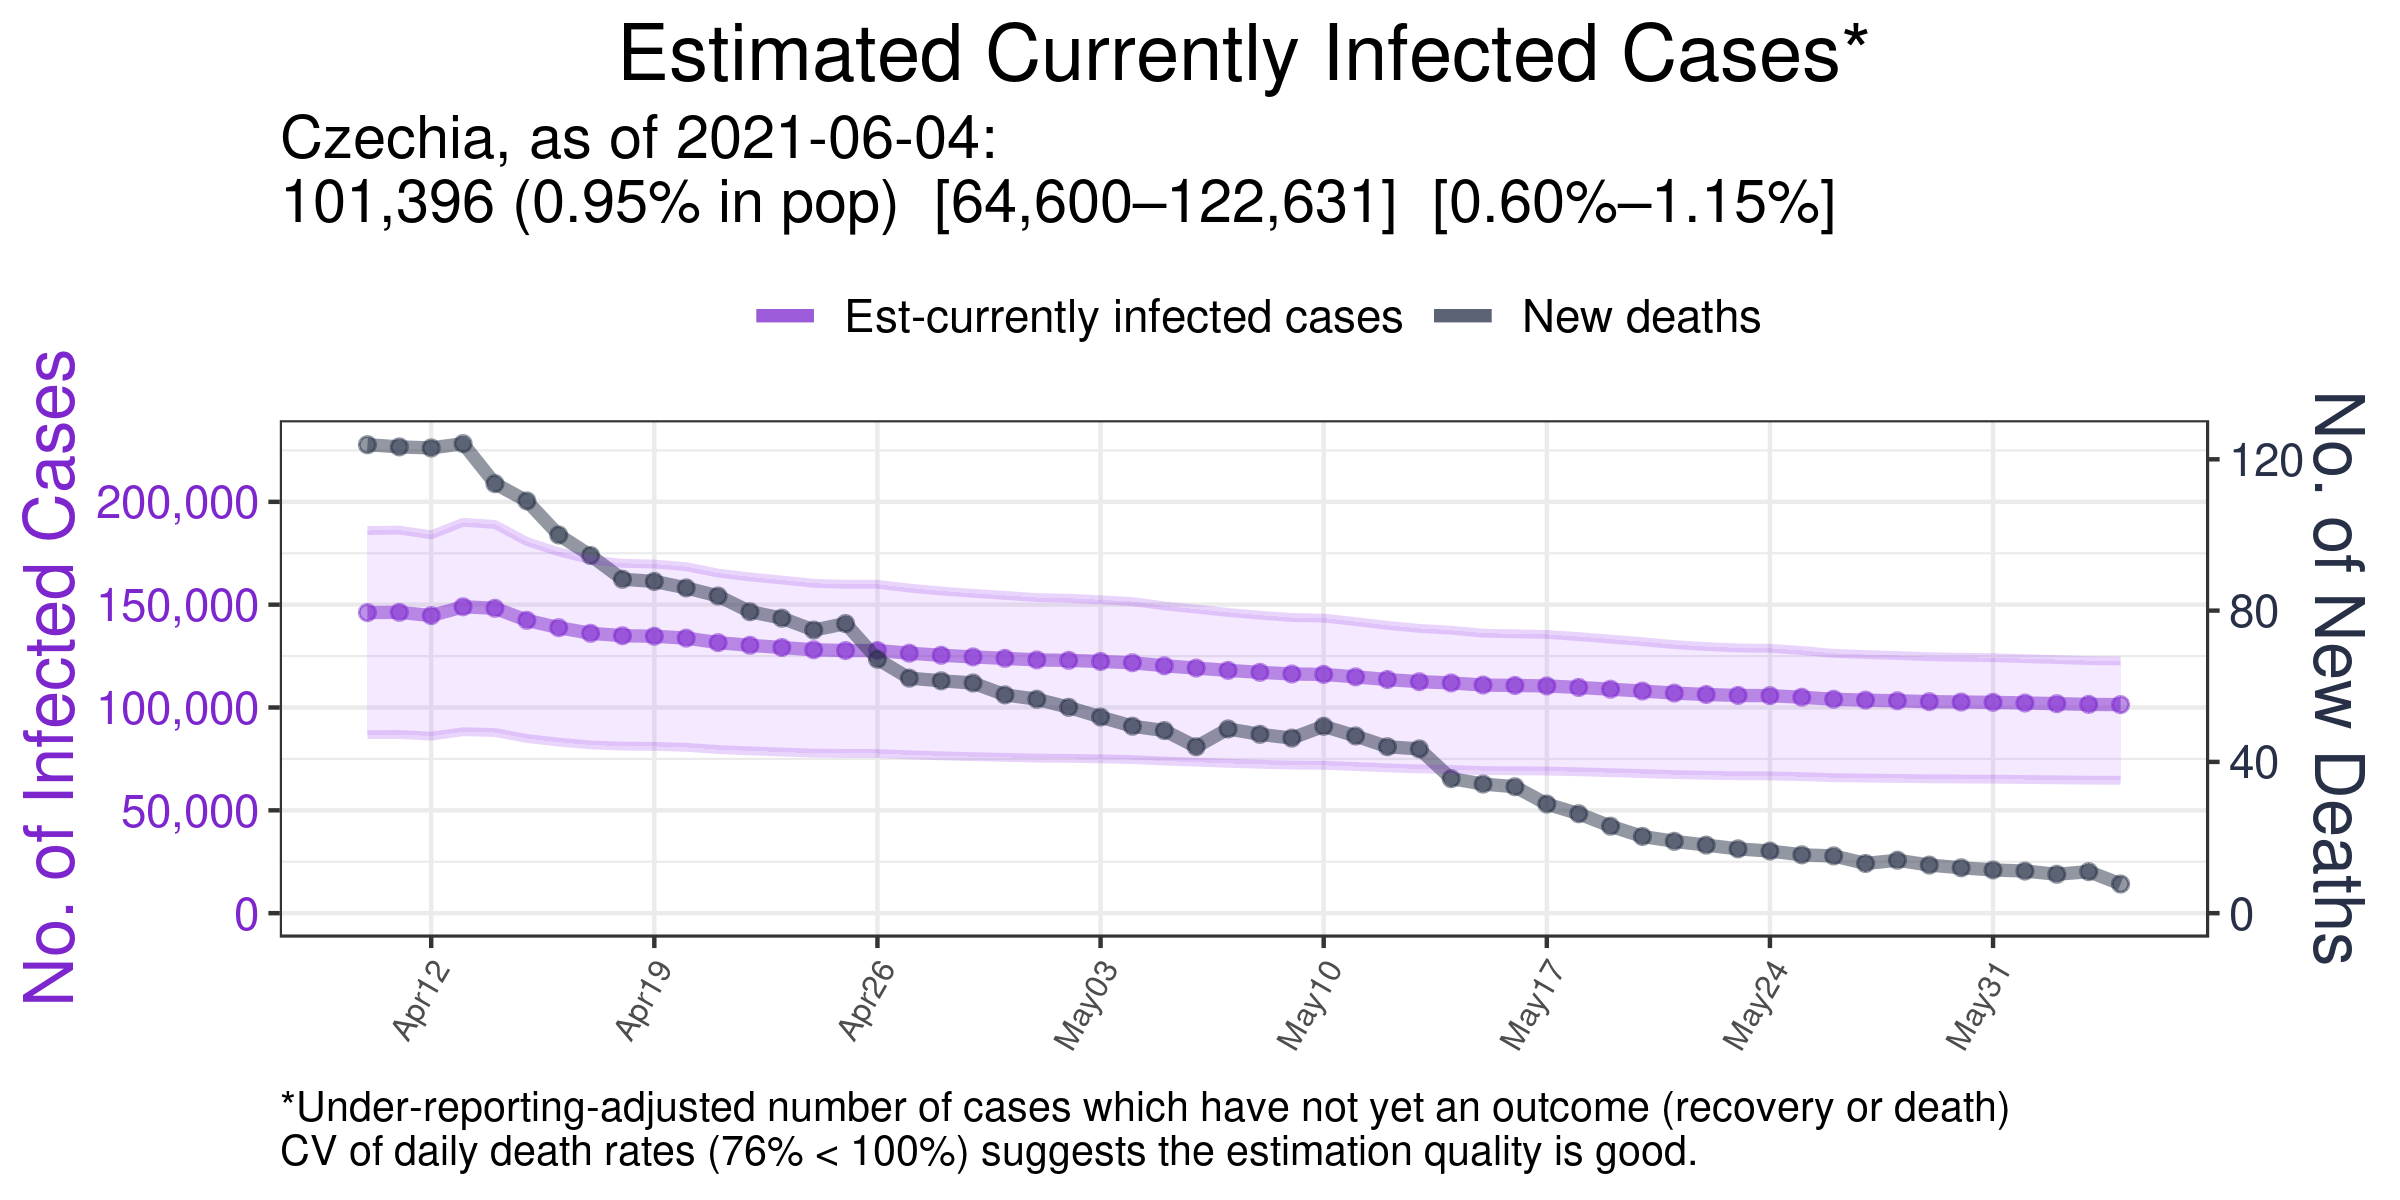 Estimated Currently Infected Cases*
Czechia, as of 2021-06-04:
101,396 (0.95% in pop) [64,600–122,631] [0.60%–1.15%]
Est-currently infected cases
New deaths
No. of Infected Cases
200,000
150,000
100,000
50,000
0
120
80
40
0
No. of New Deaths
Apr12
Apr19
Apr26
May03
May10
May17
May24
May31
*Under-reporting-adjusted number of cases which have not yet an outcome (recovery or death)
CV of daily death rates (76% < 100%) suggests the estimation quality is good.